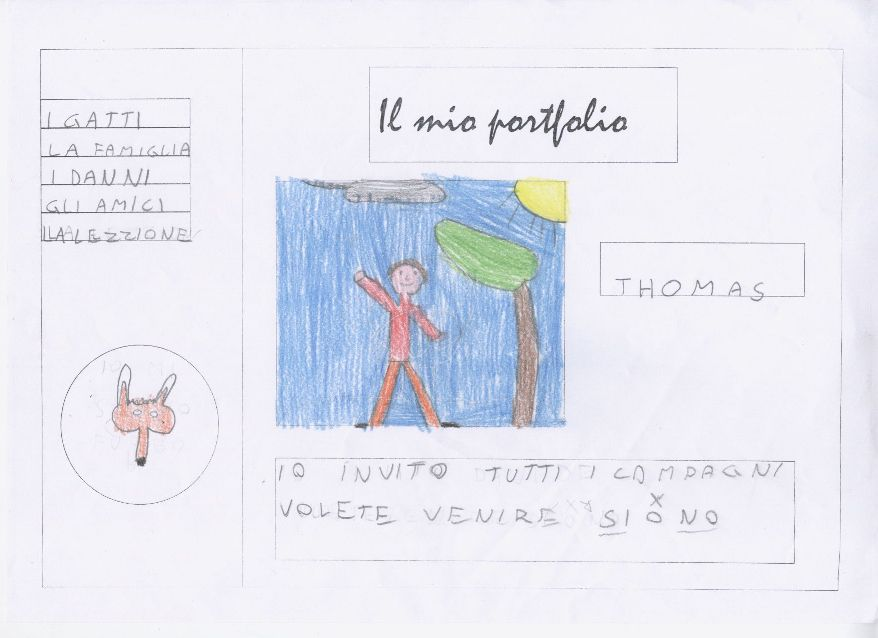 I GATTI
LA FAMIGLIA
I DANNI
GLI AMICI
LA LEZZIONE
Il mio portfolio
THOMAS
IO INVITO TUTTI I COMPAGNI
VOLETE VENIRE SI O NO